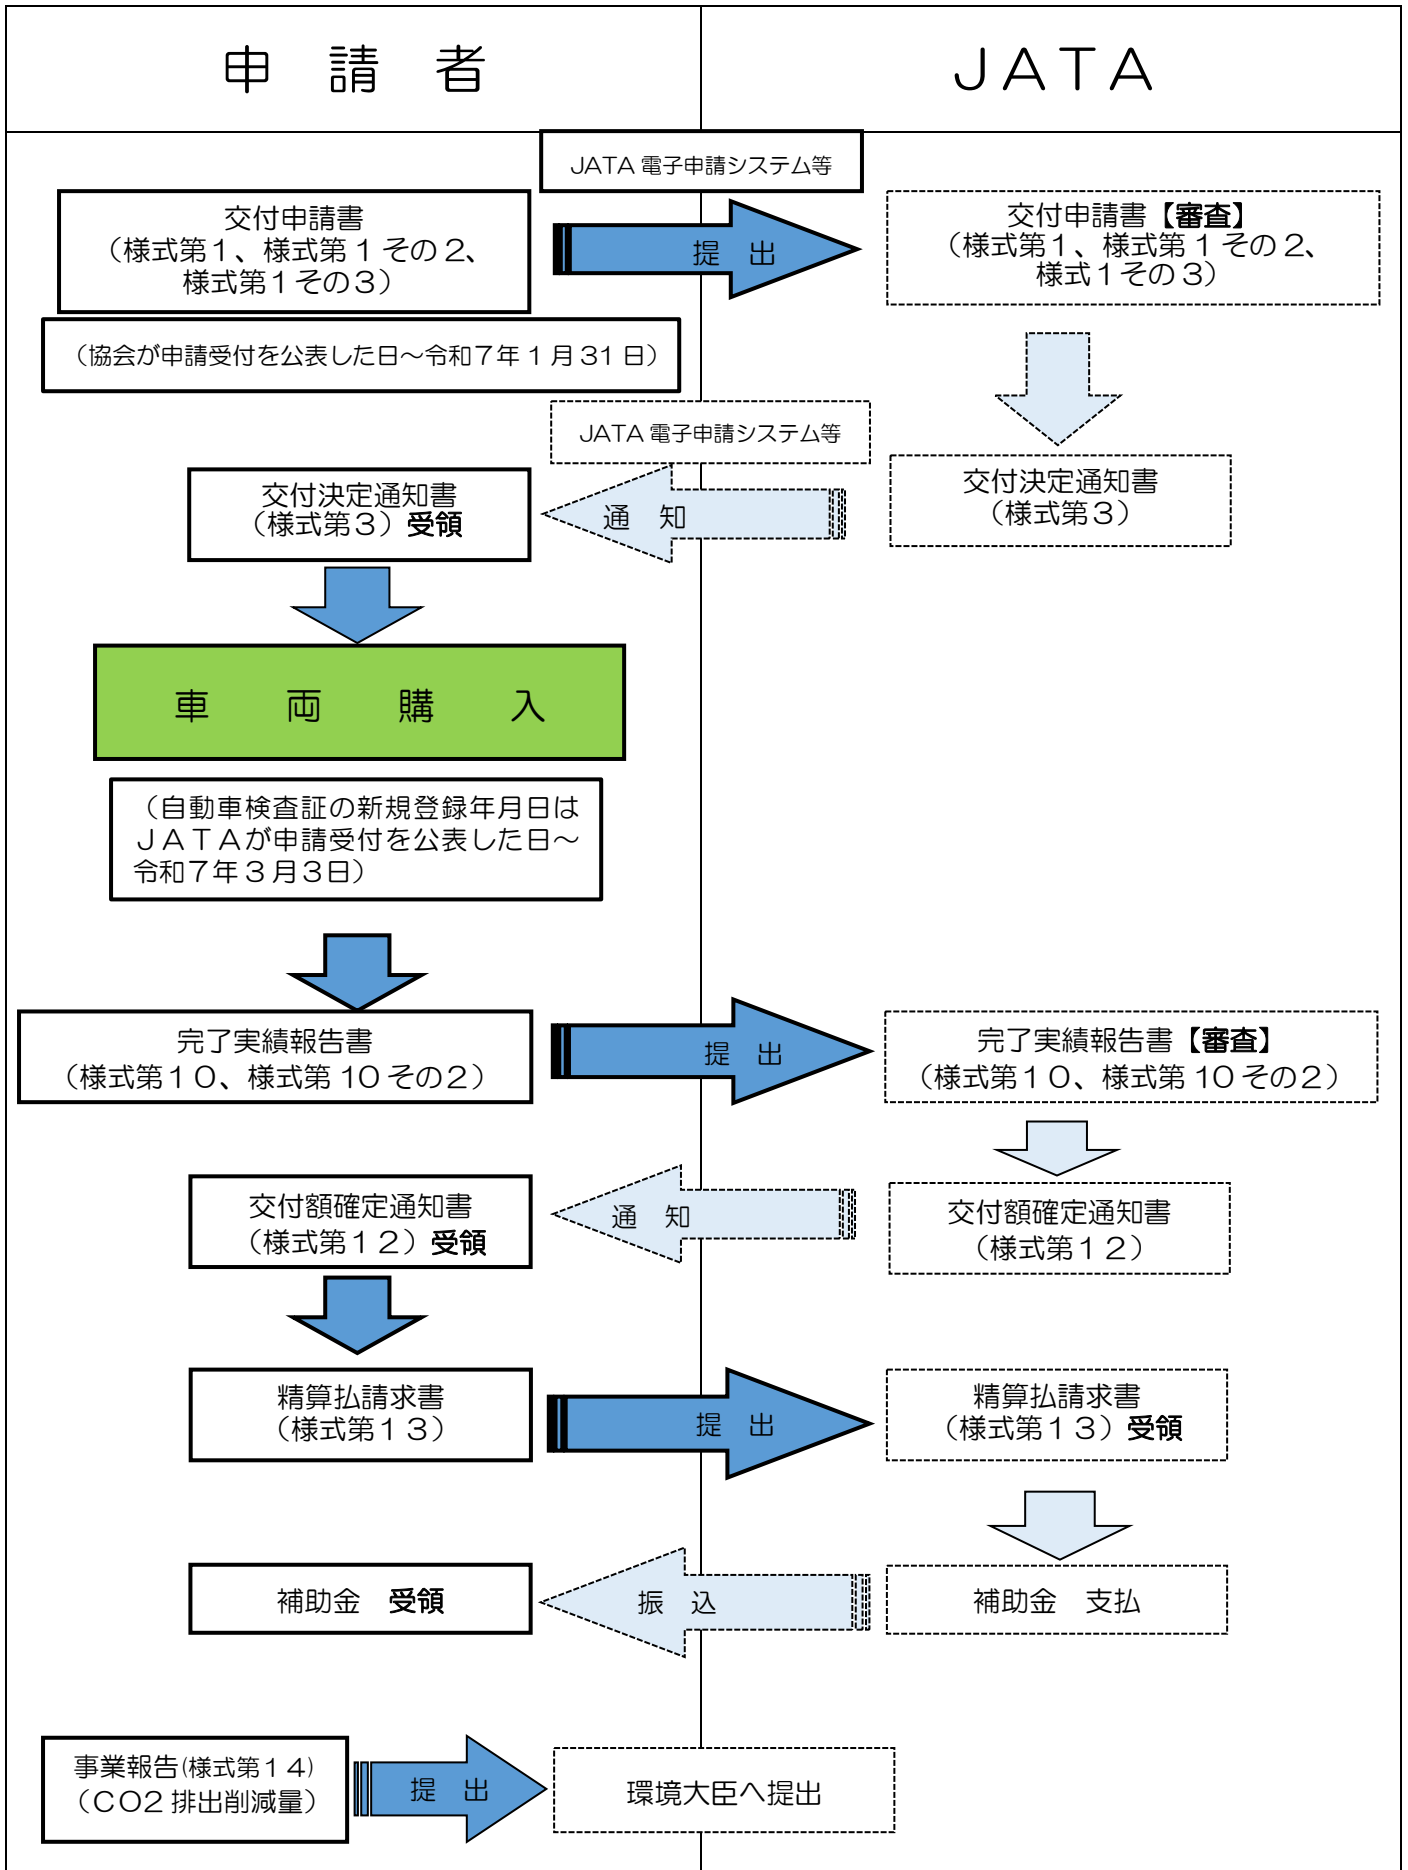 申　請　者
ＪＡＴＡ
JATA 電子申請システム等
交付申請書
（様式第１、様式第 1 その２、
様式第１その３）
提　出
交付申請書【審査】
（様式第１、様式第 1 その２、
様式１その３）
（協会が申請受付を公表した日～令和７年 1 月 31 日）
JATA 電子申請システム等
交付決定通知書
（様式第３）受領
通　知
交付決定通知書
（様式第３）
車　両　購　入
（自動車検査証の新規登録年月日は
ＪＡＴＡが申請受付を公表した日～
令和７年３月３日）
完了実績報告書
（様式第１０、様式第 10 その２）
提　出
完了実績報告書【審査】
（様式第１０、様式第 10 その２）
交付額確定通知書
（様式第１２）受領
通　知
交付額確定通知書
（様式第１２）
精算払請求書
（様式第１３）
提　出
精算払請求書
（様式第１３）受領
補助金　受領
振　込
補助金　支払
事業報告(様式第１４)
（ＣＯ２排出削減量）
提　出
環境大臣へ提出